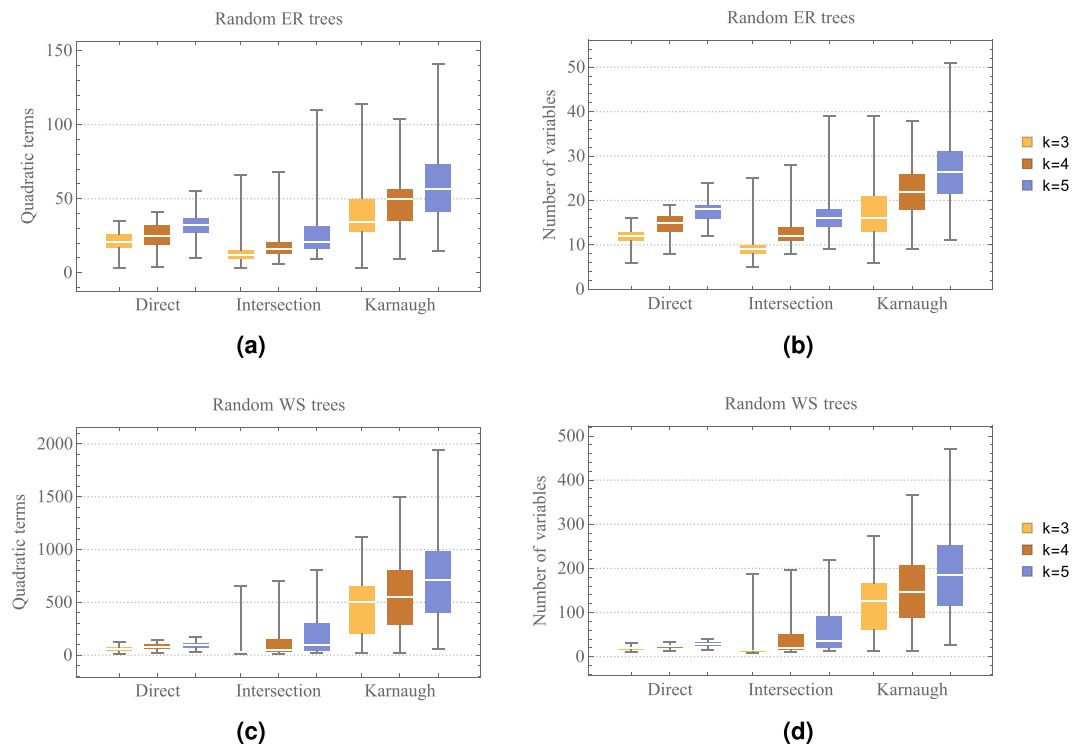 Random ER trees
Quadratic terms
150
100
50
0
Direct Intersection Karnaugh
(a)
Random ER trees
Number of variables
50
40
30
20
10
0
Direct Intersection Karnaugh
k=3
k=4
k=5
(b)
Random WS trees
Quadratic terms
2000
1500
1000
500
0
Direct Intersection Karnaugh
(c)
Random WS trees
Number of variables
500
400
300
200
100
0
Direct Intersection Karnaugh
k=3
k=4
k=5
(d)